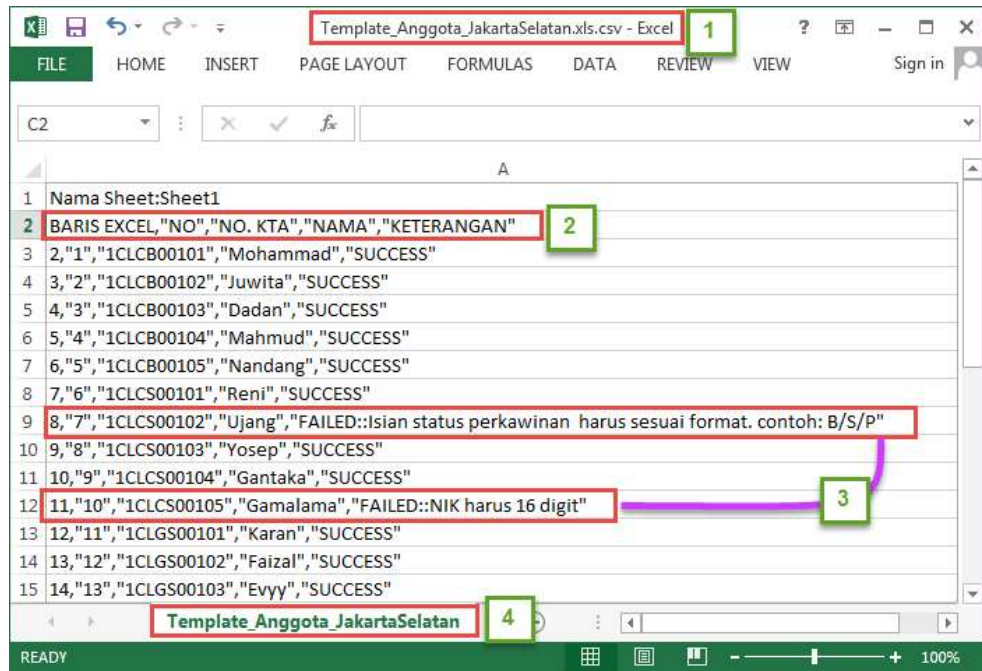 Template_Anggota_JakartaSelatan.xls.csv - Excel
1
?
FILE HOME INSERT PAGE LAYOUT FORMULAS DATA REVIEW VIEW Sign in
C2 fx
A
1 Nama Sheet:Sheet1
2 BARIS EXCEL,"NO","NO. KTA","NAMA","KETERANGAN"
2
3 2,"1","1CLCB00101","Mohammad","SUCCESS"
4 3,"2","1CLCB00102","Juwita","SUCCESS"
5 4,"3","1CLCB00103","Dadan","SUCCESS"
6 5,"4","1CLCB00104","Mahmud","SUCCESS"
7 6,"5","1CLCB00105","Nandang","SUCCESS"
8 7,"6","1CLCS00101","Reni","SUCCESS"
9 8,"7","1CLCS00102","Ujang","FAILED::Isian status perkawinan  harus sesuai format. contoh: B/S/P"
10 9,"8","1CLCS00103","Yosep","SUCCESS"
11 10,"9","1CLCS00104","Gantaka","SUCCESS"
12 11,"10","1CLCS00105","Gamalama","FAILED::NIK harus 16 digit"
3
13 12,"11","1CLGS00101","Karan","SUCCESS"
14 13,"12","1CLGS00102","Faizal","SUCCESS"
15 14,"13","1CLGS00103","Evyy","SUCCESS"
Template_Anggota_JakartaSelatan
4
READY 100%